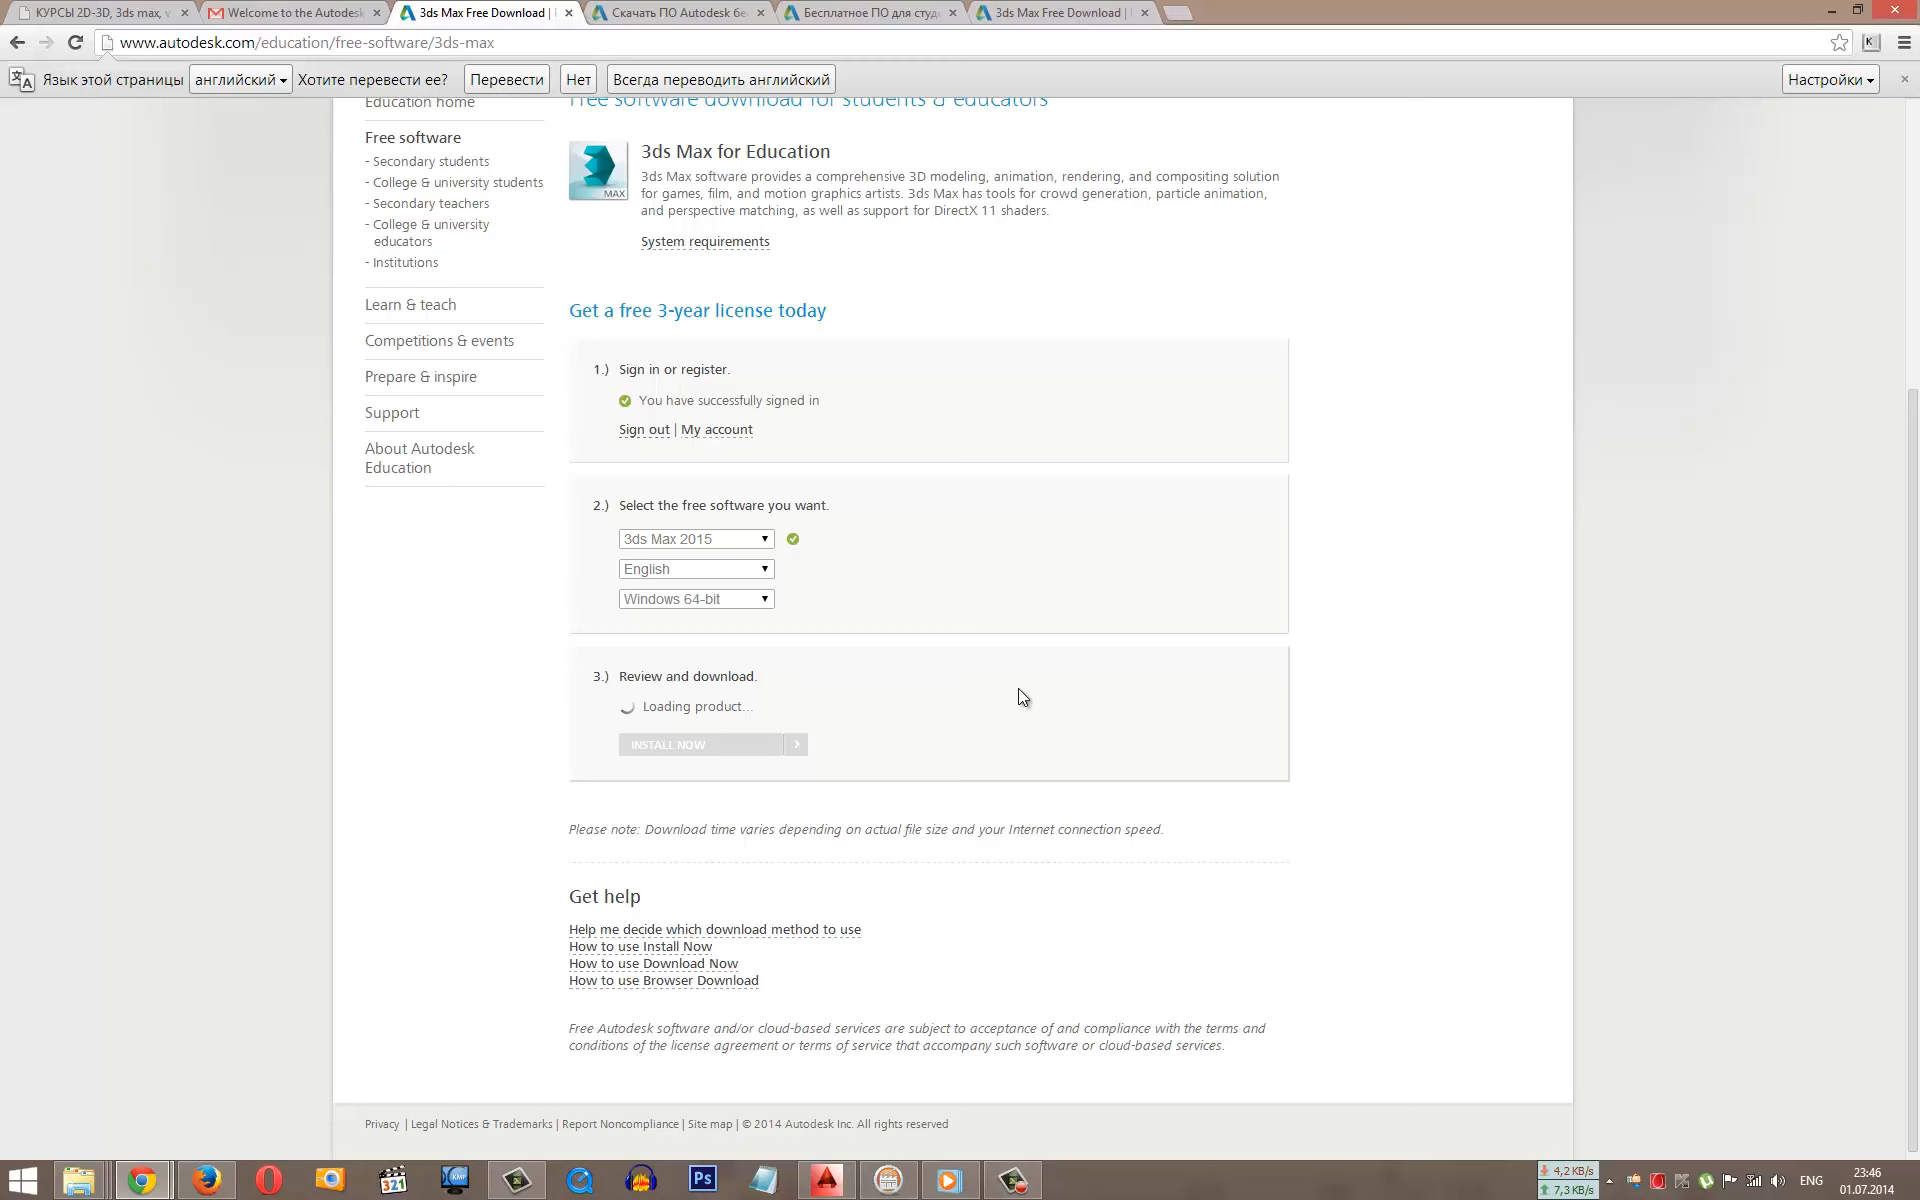 КУРСЫ 2D-3D, 3ds max, v
Welcome to the Autodesk
3ds Max Free Download |
Скачать ПО Autodesk бе
Бесплатное ПО для студ
3ds Max Free Download |
www.autodesk.com/education/free-software/3ds-max
Язык этой страницы английский Хотите перевести ее? Перевести Нет Всегда переводить английский Настройки
Education home
Free software
- Secondary students
- College & university students
- Secondary teachers
- College & university
educators
- Institutions
Learn & teach
Competitions & events
Prepare & inspire
Support
About Autodesk
Education
Free software download for students & educators
MAX
3ds Max for Education
3ds Max software provides a comprehensive 3D modeling, animation, rendering, and compositing solution
for games, film, and motion graphics artists. 3ds Max has tools for crowd generation, particle animation,
and perspective matching, as well as support for DirectX 11 shaders.
System requirements
Get a free 3-year license today
1.) Sign in or register.
You have successfully signed in
Sign out | My account
2.) Select the free software you want.
3ds Max 2015
English
Windows 64-bit
3.) Review and download.
Loading product...
INSTALL NOW
Please note: Download time varies depending on actual file size and your Internet connection speed.
Get help
Help me decide which download method to use
How to use Install Now
How to use Download Now
How to use Browser Download
Free Autodesk software and/or cloud-based services are subject to acceptance of and compliance with the terms and
conditions of the license agreement or terms of service that accompany such software or cloud-based services.
Privacy | Legal Notices & Trademarks | Report Noncompliance | Site map | © 2014 Autodesk Inc. All rights reserved
321
Ps
4,2 KB/s
7,3 KB/s
ENG
23:46
01.07.2014